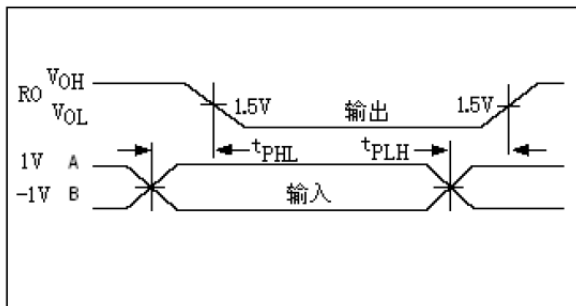 RO VOH
VOL
1.5V 输出 1.5V
tPHL tPLH
1V A
-1V B 输入